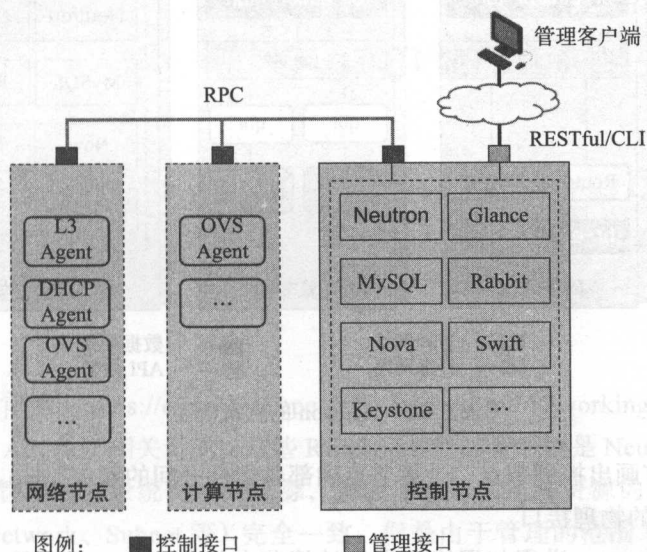 管理客户端
RPC
RESTful/CLI
L3
Agent
DHCP
Agent
OVS
Agent
...
网络节点
OVS
Agent
...
计算节点
Neutron
Glance
MySQL
Rabbit
Nova
Swift
Keystone
...
控制节点
图例：
控制接口
管理接口